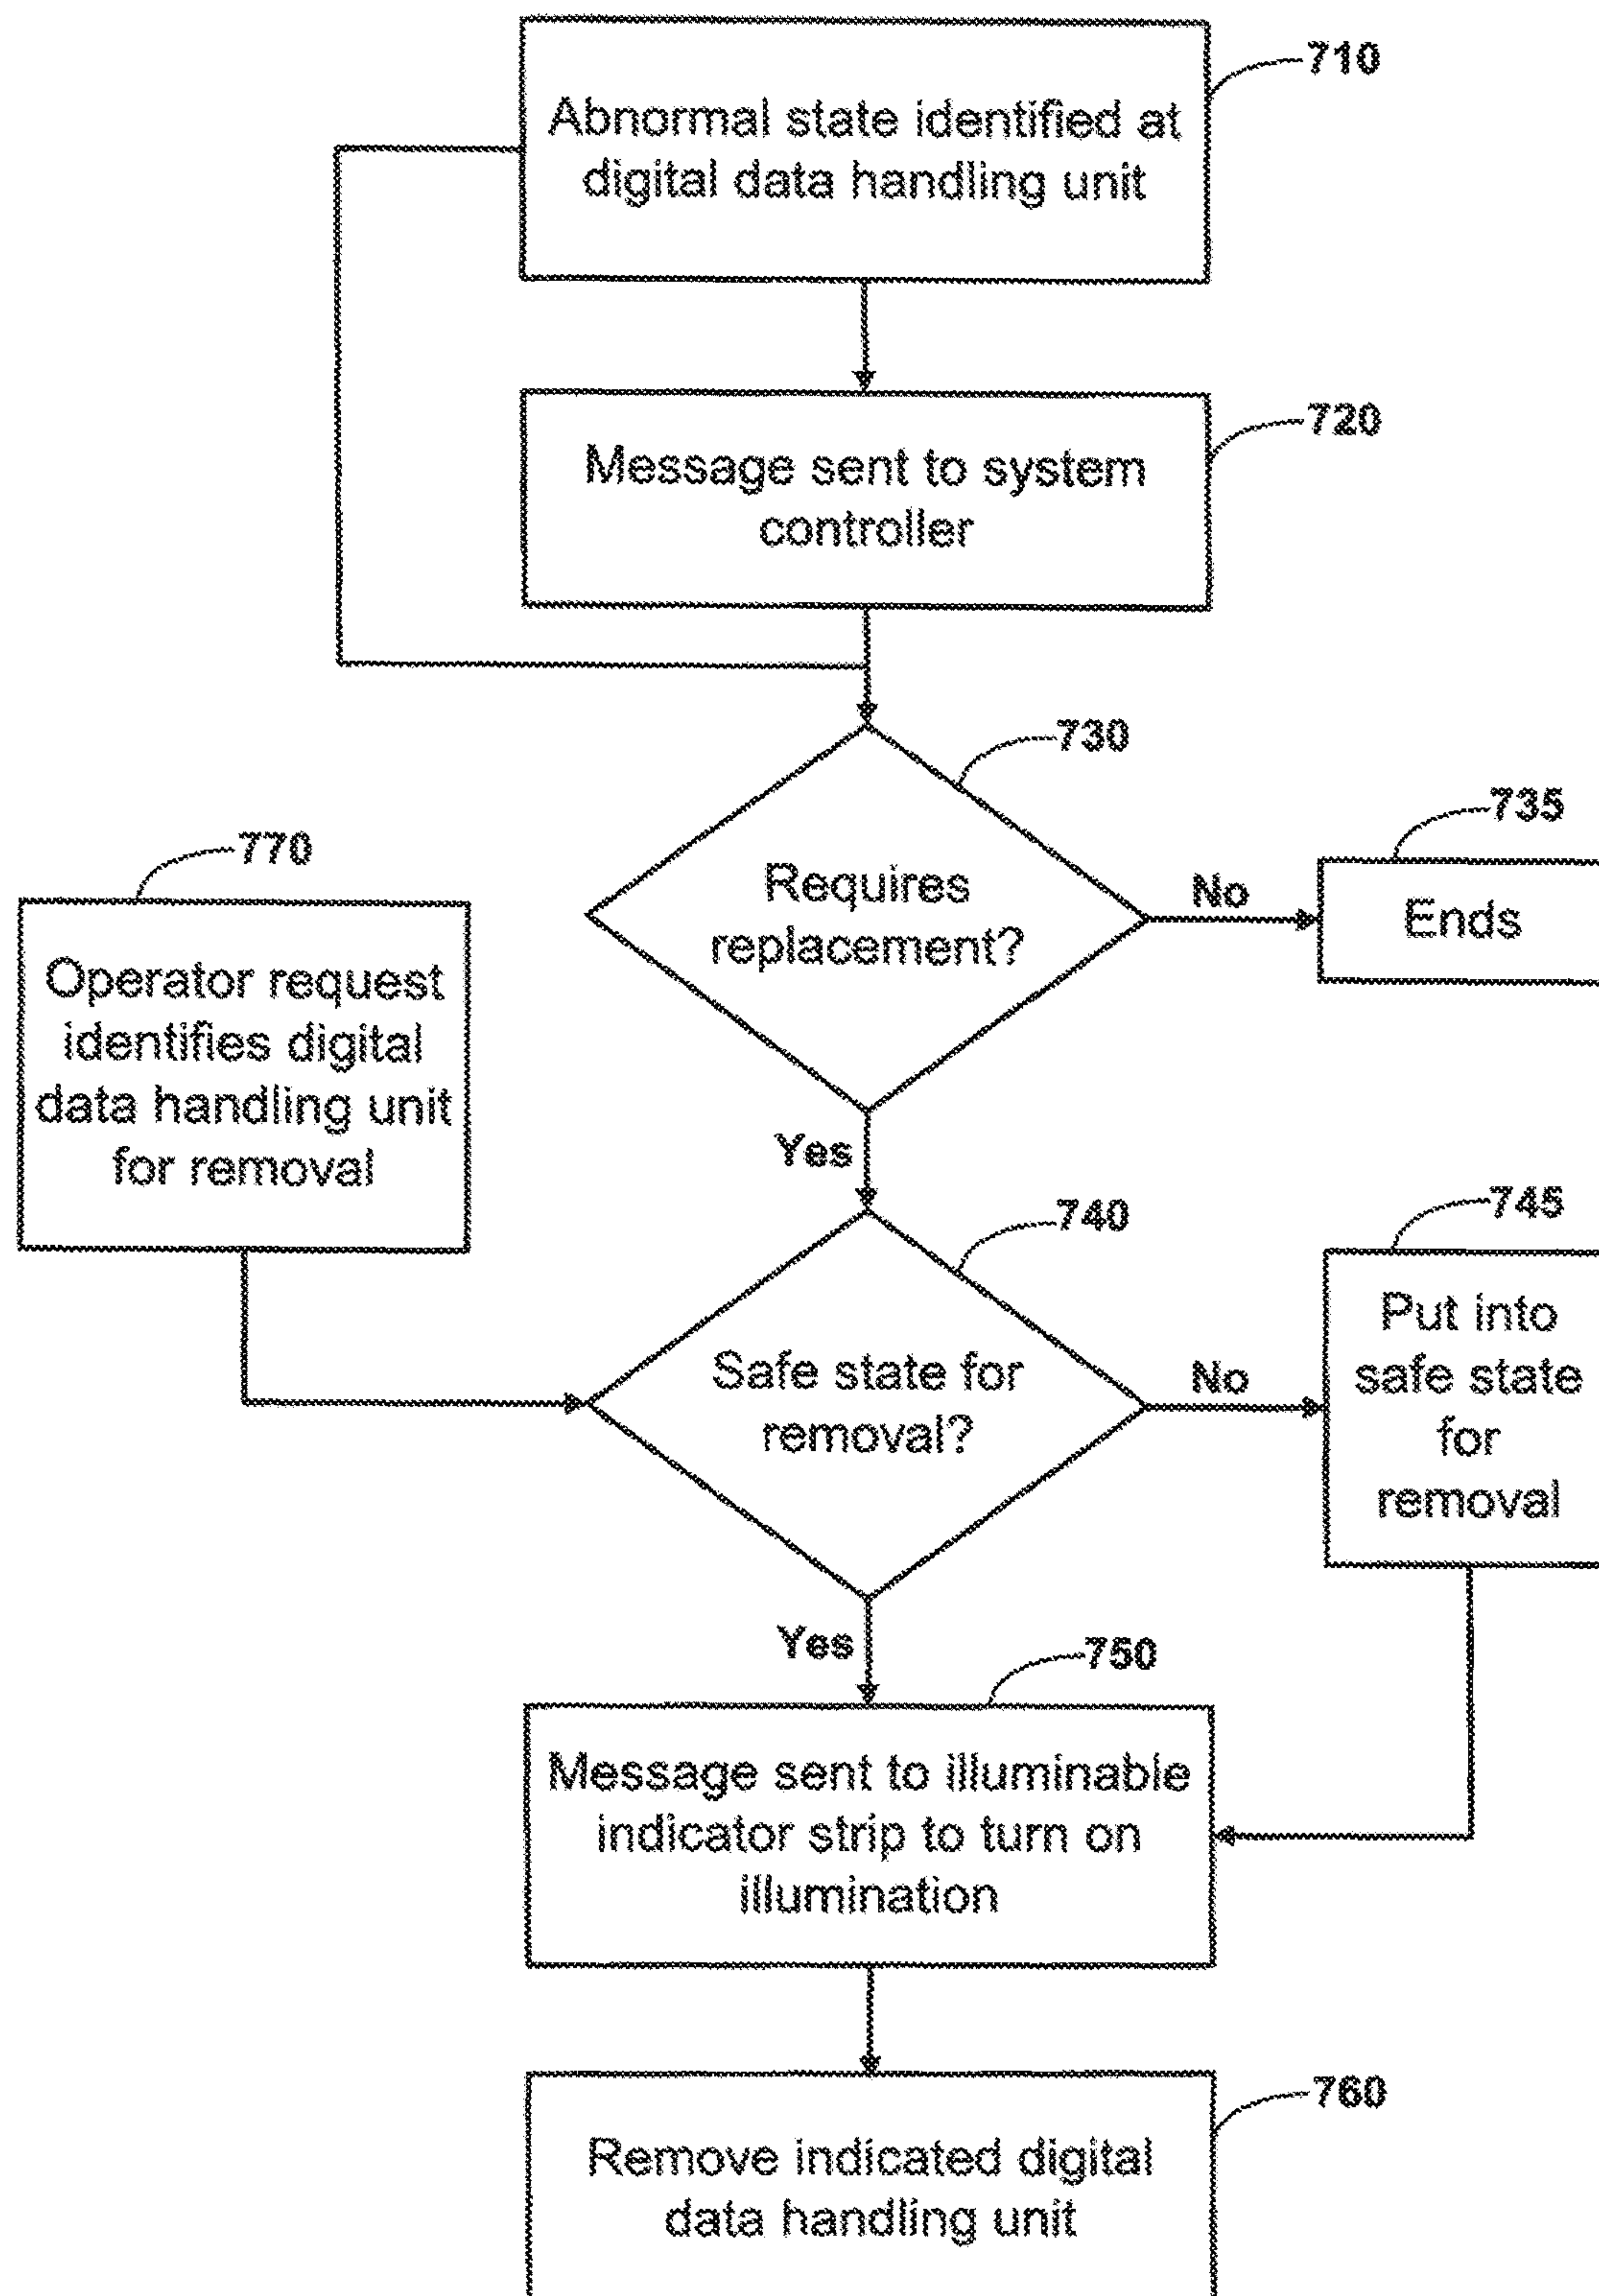 710
Abnormal state identified at
digital data handling unit
720
Message sent to system
controller
730
Requires
replacement?
No
735
Ends
770
Operator request
identifies digital
data handling unit
for removal
Yes
740
Safe state for
removal?
No
745
Put into
safe state
for
removal
Yes
750
Message sent to illuminable
indicator strip to turn on
illumination
760
Remove indicated digital
data handling unit